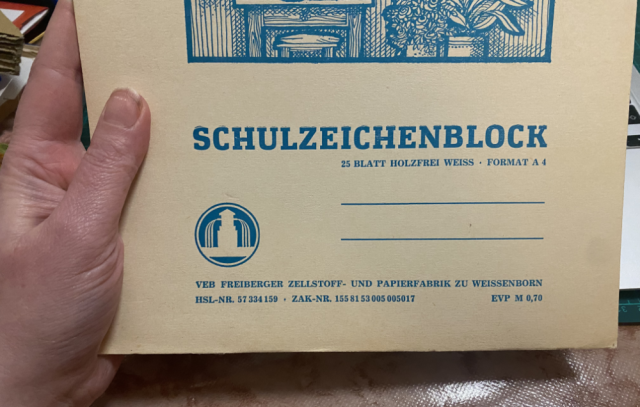 SCHULZEICHENBLOCK
25 BLATT HOLZFREI WEISS · FORMAT A 4
VEB FREIBERGER ZELLSTOFF- UND PAPIERFABRIK ZU WEISSENBORN
HSL-NR. 57 334 159 · ZAK-NR. 155 81 53 005 005017 EVP M 0,70